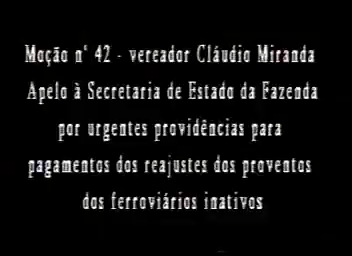 Moção nº 42 - vereador Cláudio Miranda
Apelo à Secretaria de Estado da Fazenda
por urgentes providências para
pagamentos dos reajustes dos proventos
dos ferroviários inativos